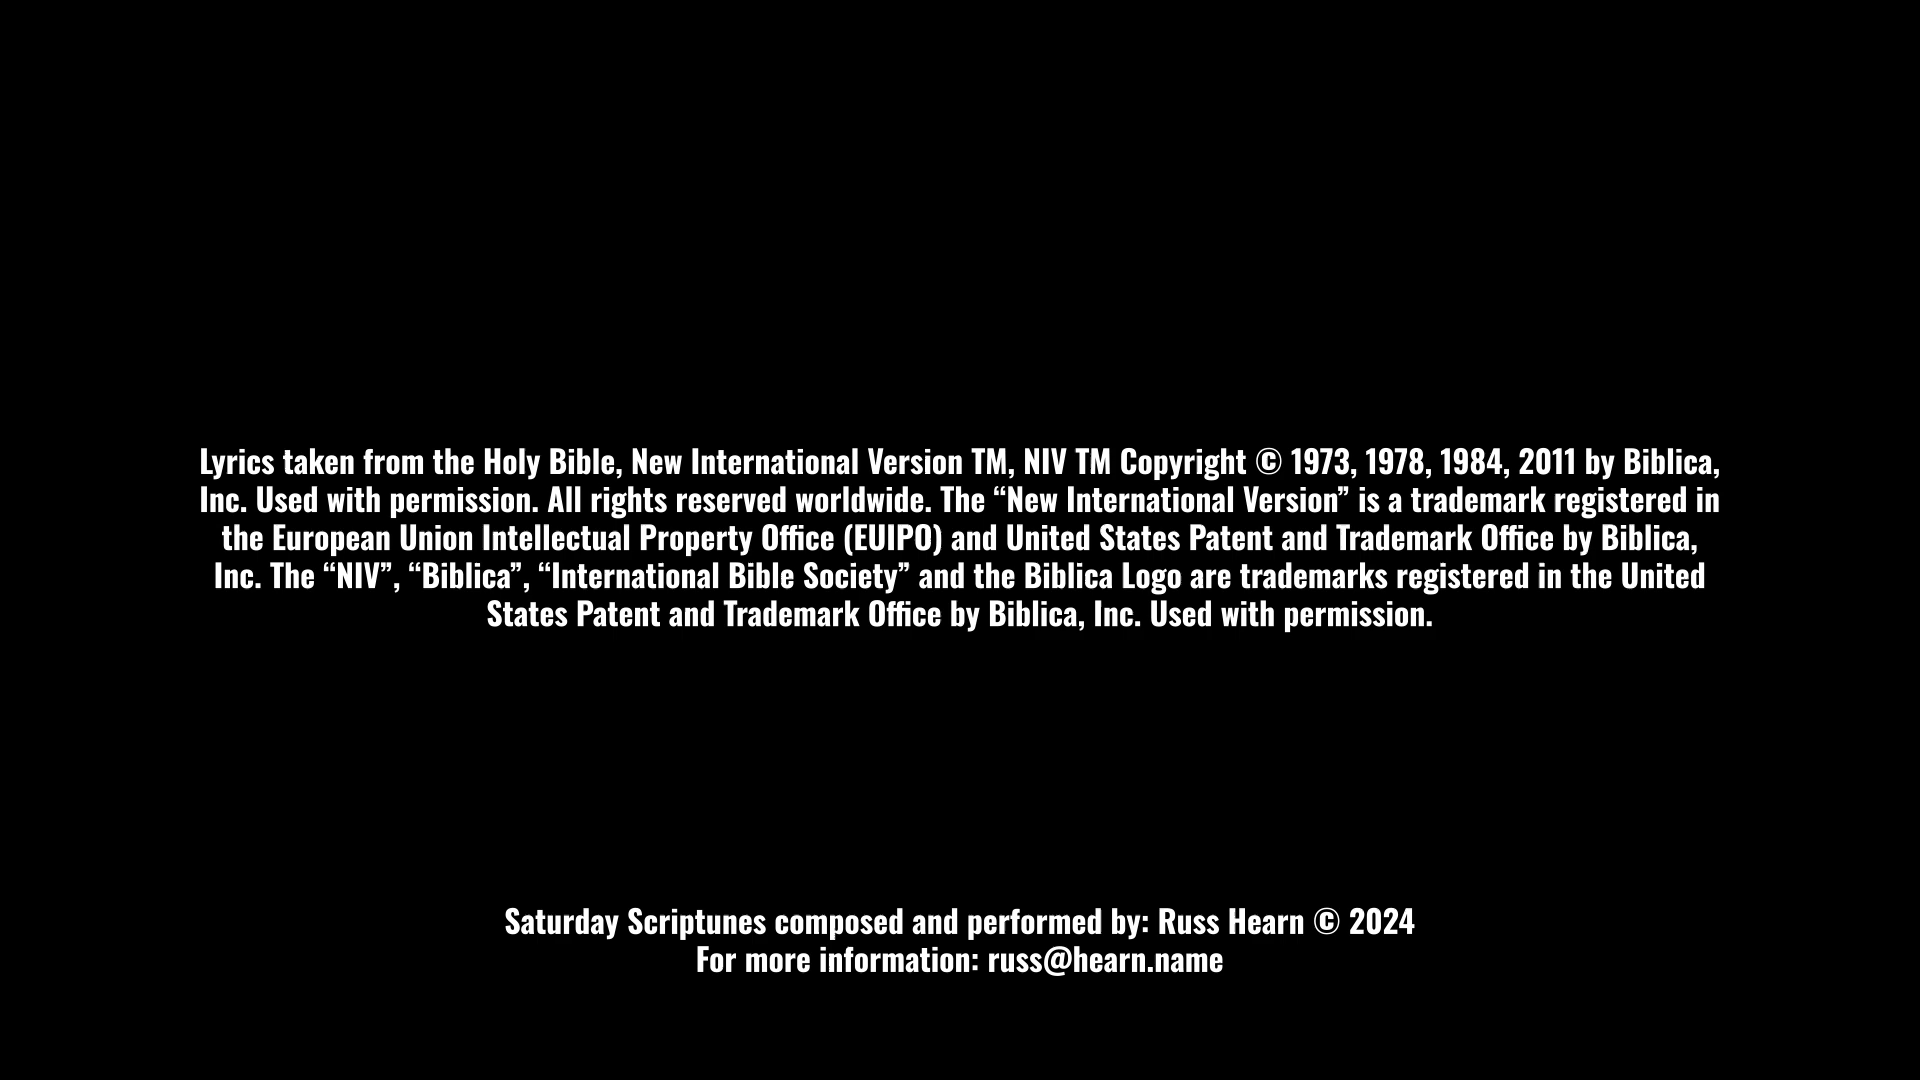 Lyrics taken from the Holy Bible, New International Version TM, NIV TM Copyright © 1973, 1978, 1984, 2011 by Biblica,
Inc. Used with permission. All rights reserved worldwide. The “New International Version” is a trademark registered in
the European Union Intellectual Property Office (EUIPO) and United States Patent and Trademark Office by Biblica,
Inc. The “NIV”, “Biblica”, “International Bible Society” and the Biblica Logo are trademarks registered in the United
States Patent and Trademark Office by Biblica, Inc. Used with permission.
Saturday Scriptunes composed and performed by: Russ Hearn © 2024
For more information: russ@hearn.name